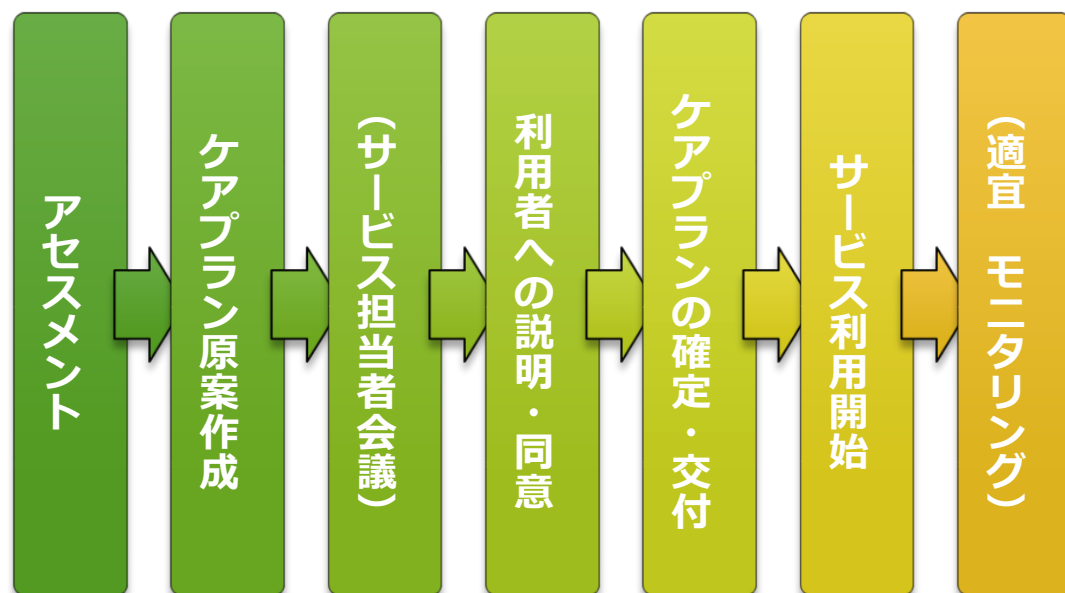 アセスメント
ケアプラン原案作成
（サービス担当者会議）
利用者への説明・同意
ケアプランの確定・交付
サービス利用開始
（適宜　モニタリング）